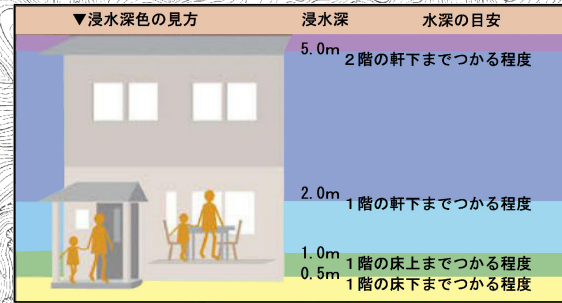 ▼浸水深色の見方 浸水深 水深の目安
5.0m 2階の軒下までつかる程度
2.0m 1階の軒下までつかる程度
1.0m 1階の床上までつかる程度
0.5m 1階の床下までつかる程度